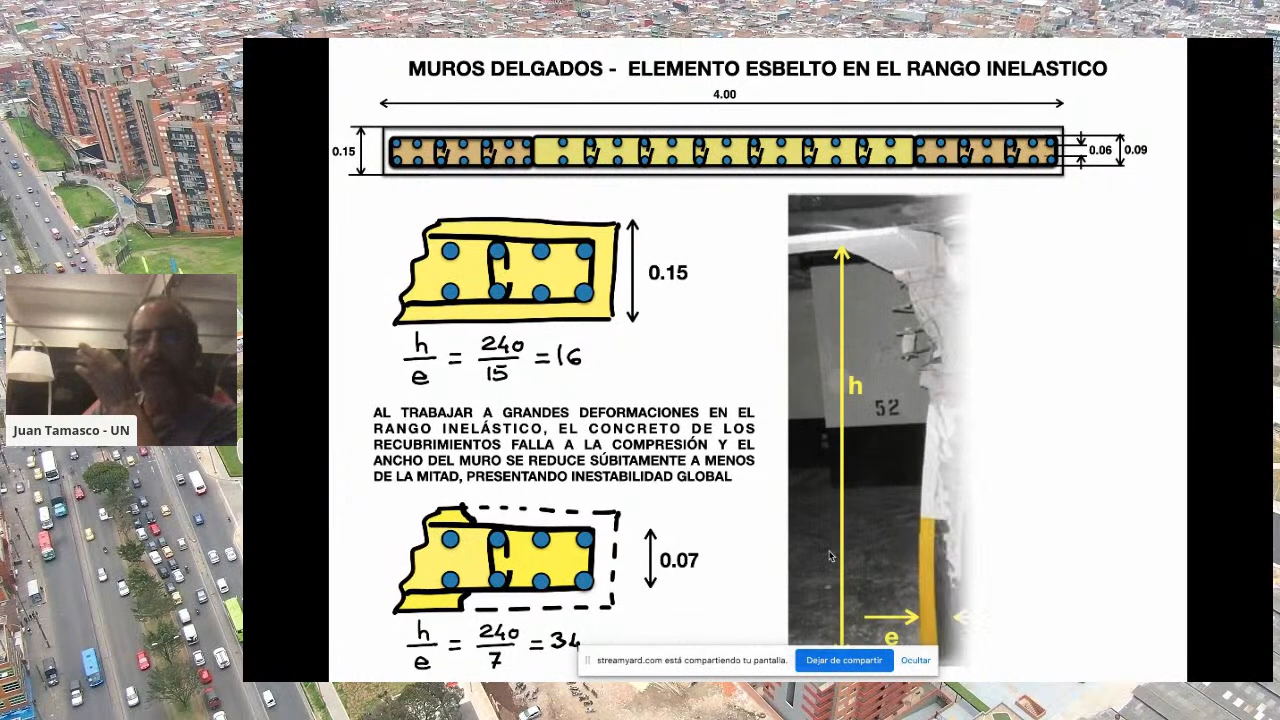 MUROS DELGADOS - ELEMENTO ESBELTO EN EL RANGO INELASTICO
4.00
0.15
0.06
0.09
0.15
h/e = 240/15 = 16
h
52
AL TRABAJAR A GRANDES DEFORMACIONES EN EL
RANGO INELÁSTICO, EL CONCRETO DE LOS
RECUBRIMIENTOS FALLA A LA COMPRESIÓN Y EL
ANCHO DEL MURO SE REDUCE SÚBITAMENTE A MENOS
DE LA MITAD, PRESENTANDO INESTABILIDAD GLOBAL
Juan Tamasco - UN
0.07
h/e = 240/7 = 34
e
streamyard.com está compartiendo tu pantalla.
Dejar de compartir
Ocultar